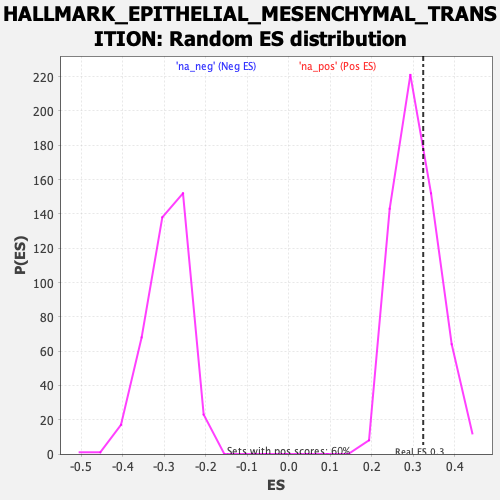 HALLMARK_EPITHELIAL_MESENCHYMAL_TRANS
ITION: Random ES distribution
'na_neg' (Neg ES) 'na_pos' (Pos ES)
220
200
180
160
140
120
100
80
60
40
20
0
P(ES)
Sets with pos scores: 60%
Real ES 0.3
-0.5 -0.4 -0.3 -0.2 -0.1 0.0 0.1 0.2 0.3 0.4
ES